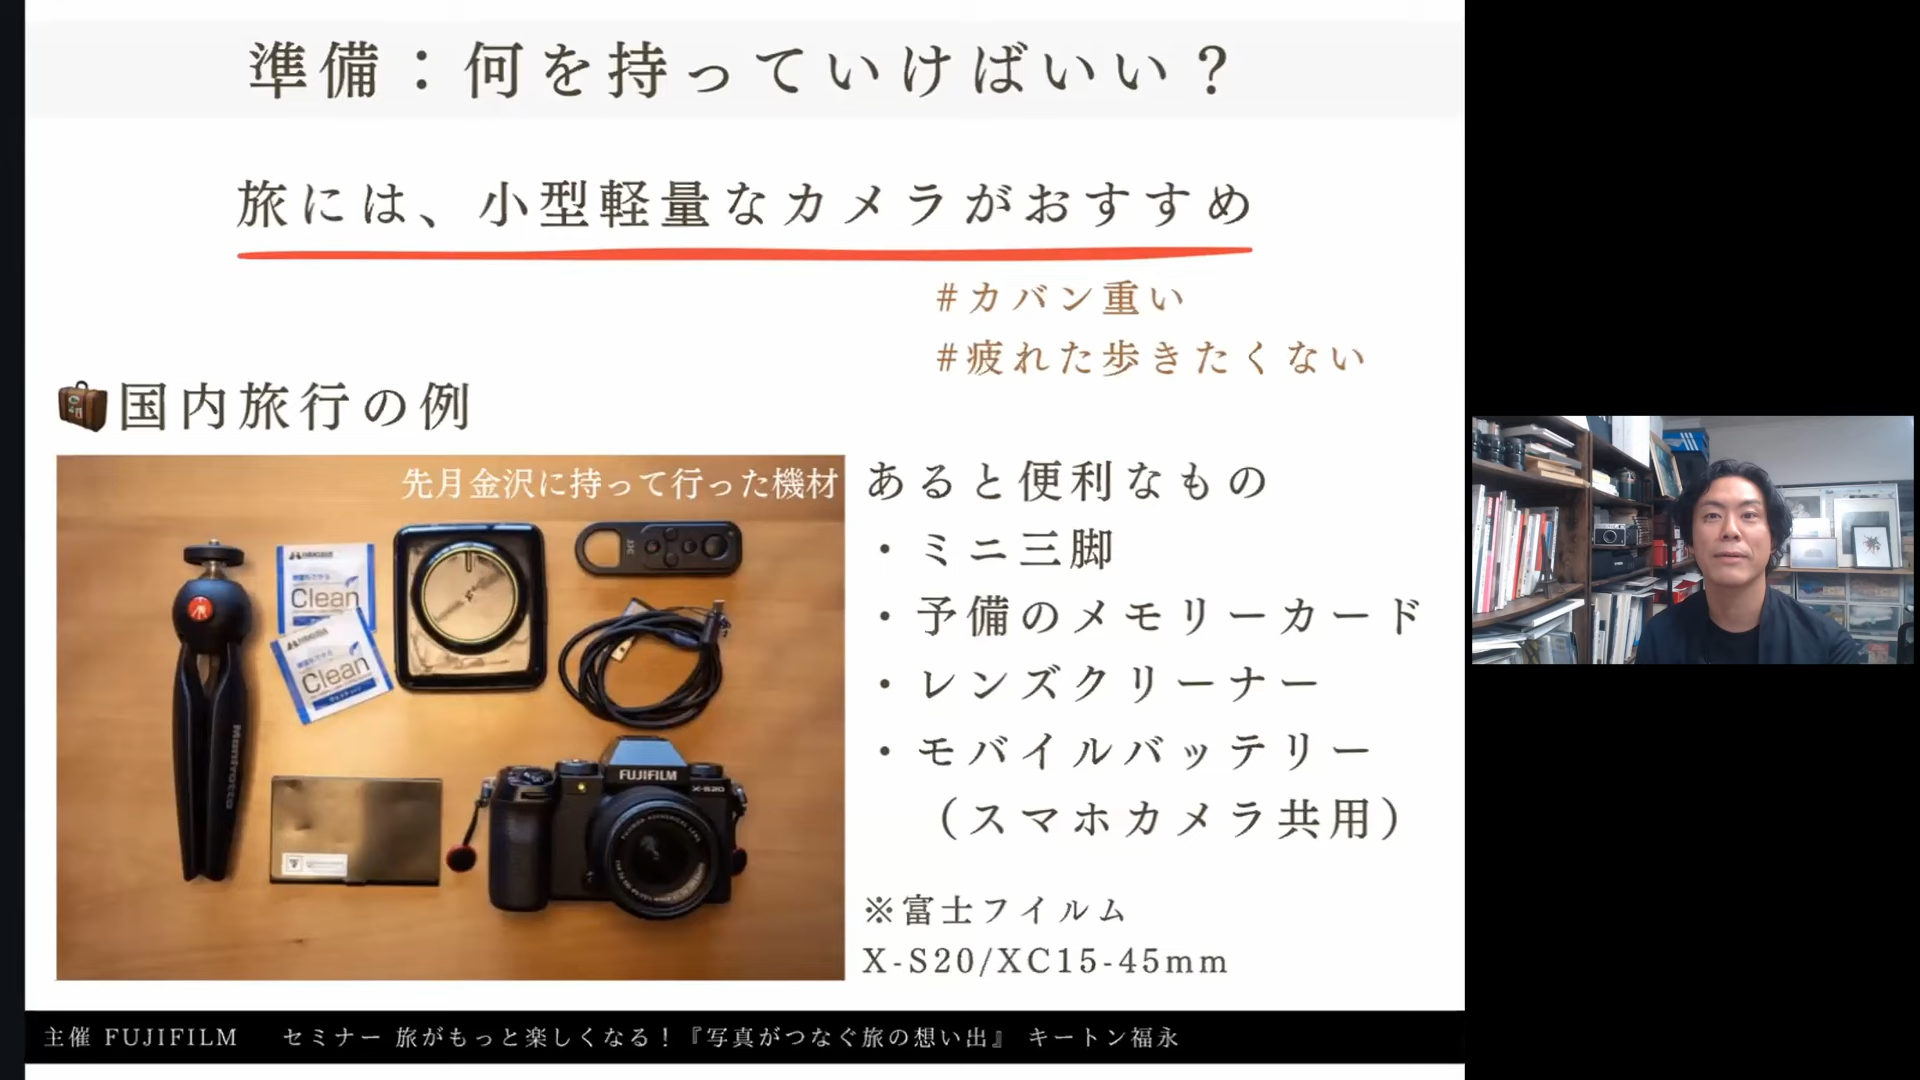 準備：何を持っていけばいい？
旅には、小型軽量なカメラがおすすめ
#カバン重い
#疲れた歩きたくない
国内旅行の例
先月金沢に持って行った機材
Clean
Clean
Manfrotto
FUJIFILM
X-S20
あると便利なもの
・ミニ三脚
・予備のメモリーカード
・レンズクリーナー
・モバイルバッテリー
（スマホカメラ共用）
※富士フイルム
X-S20/XC15-45mm
主催 FUJIFILM セミナー 旅がもっと楽しくなる！『写真がつなぐ旅の想い出』 キートン福永